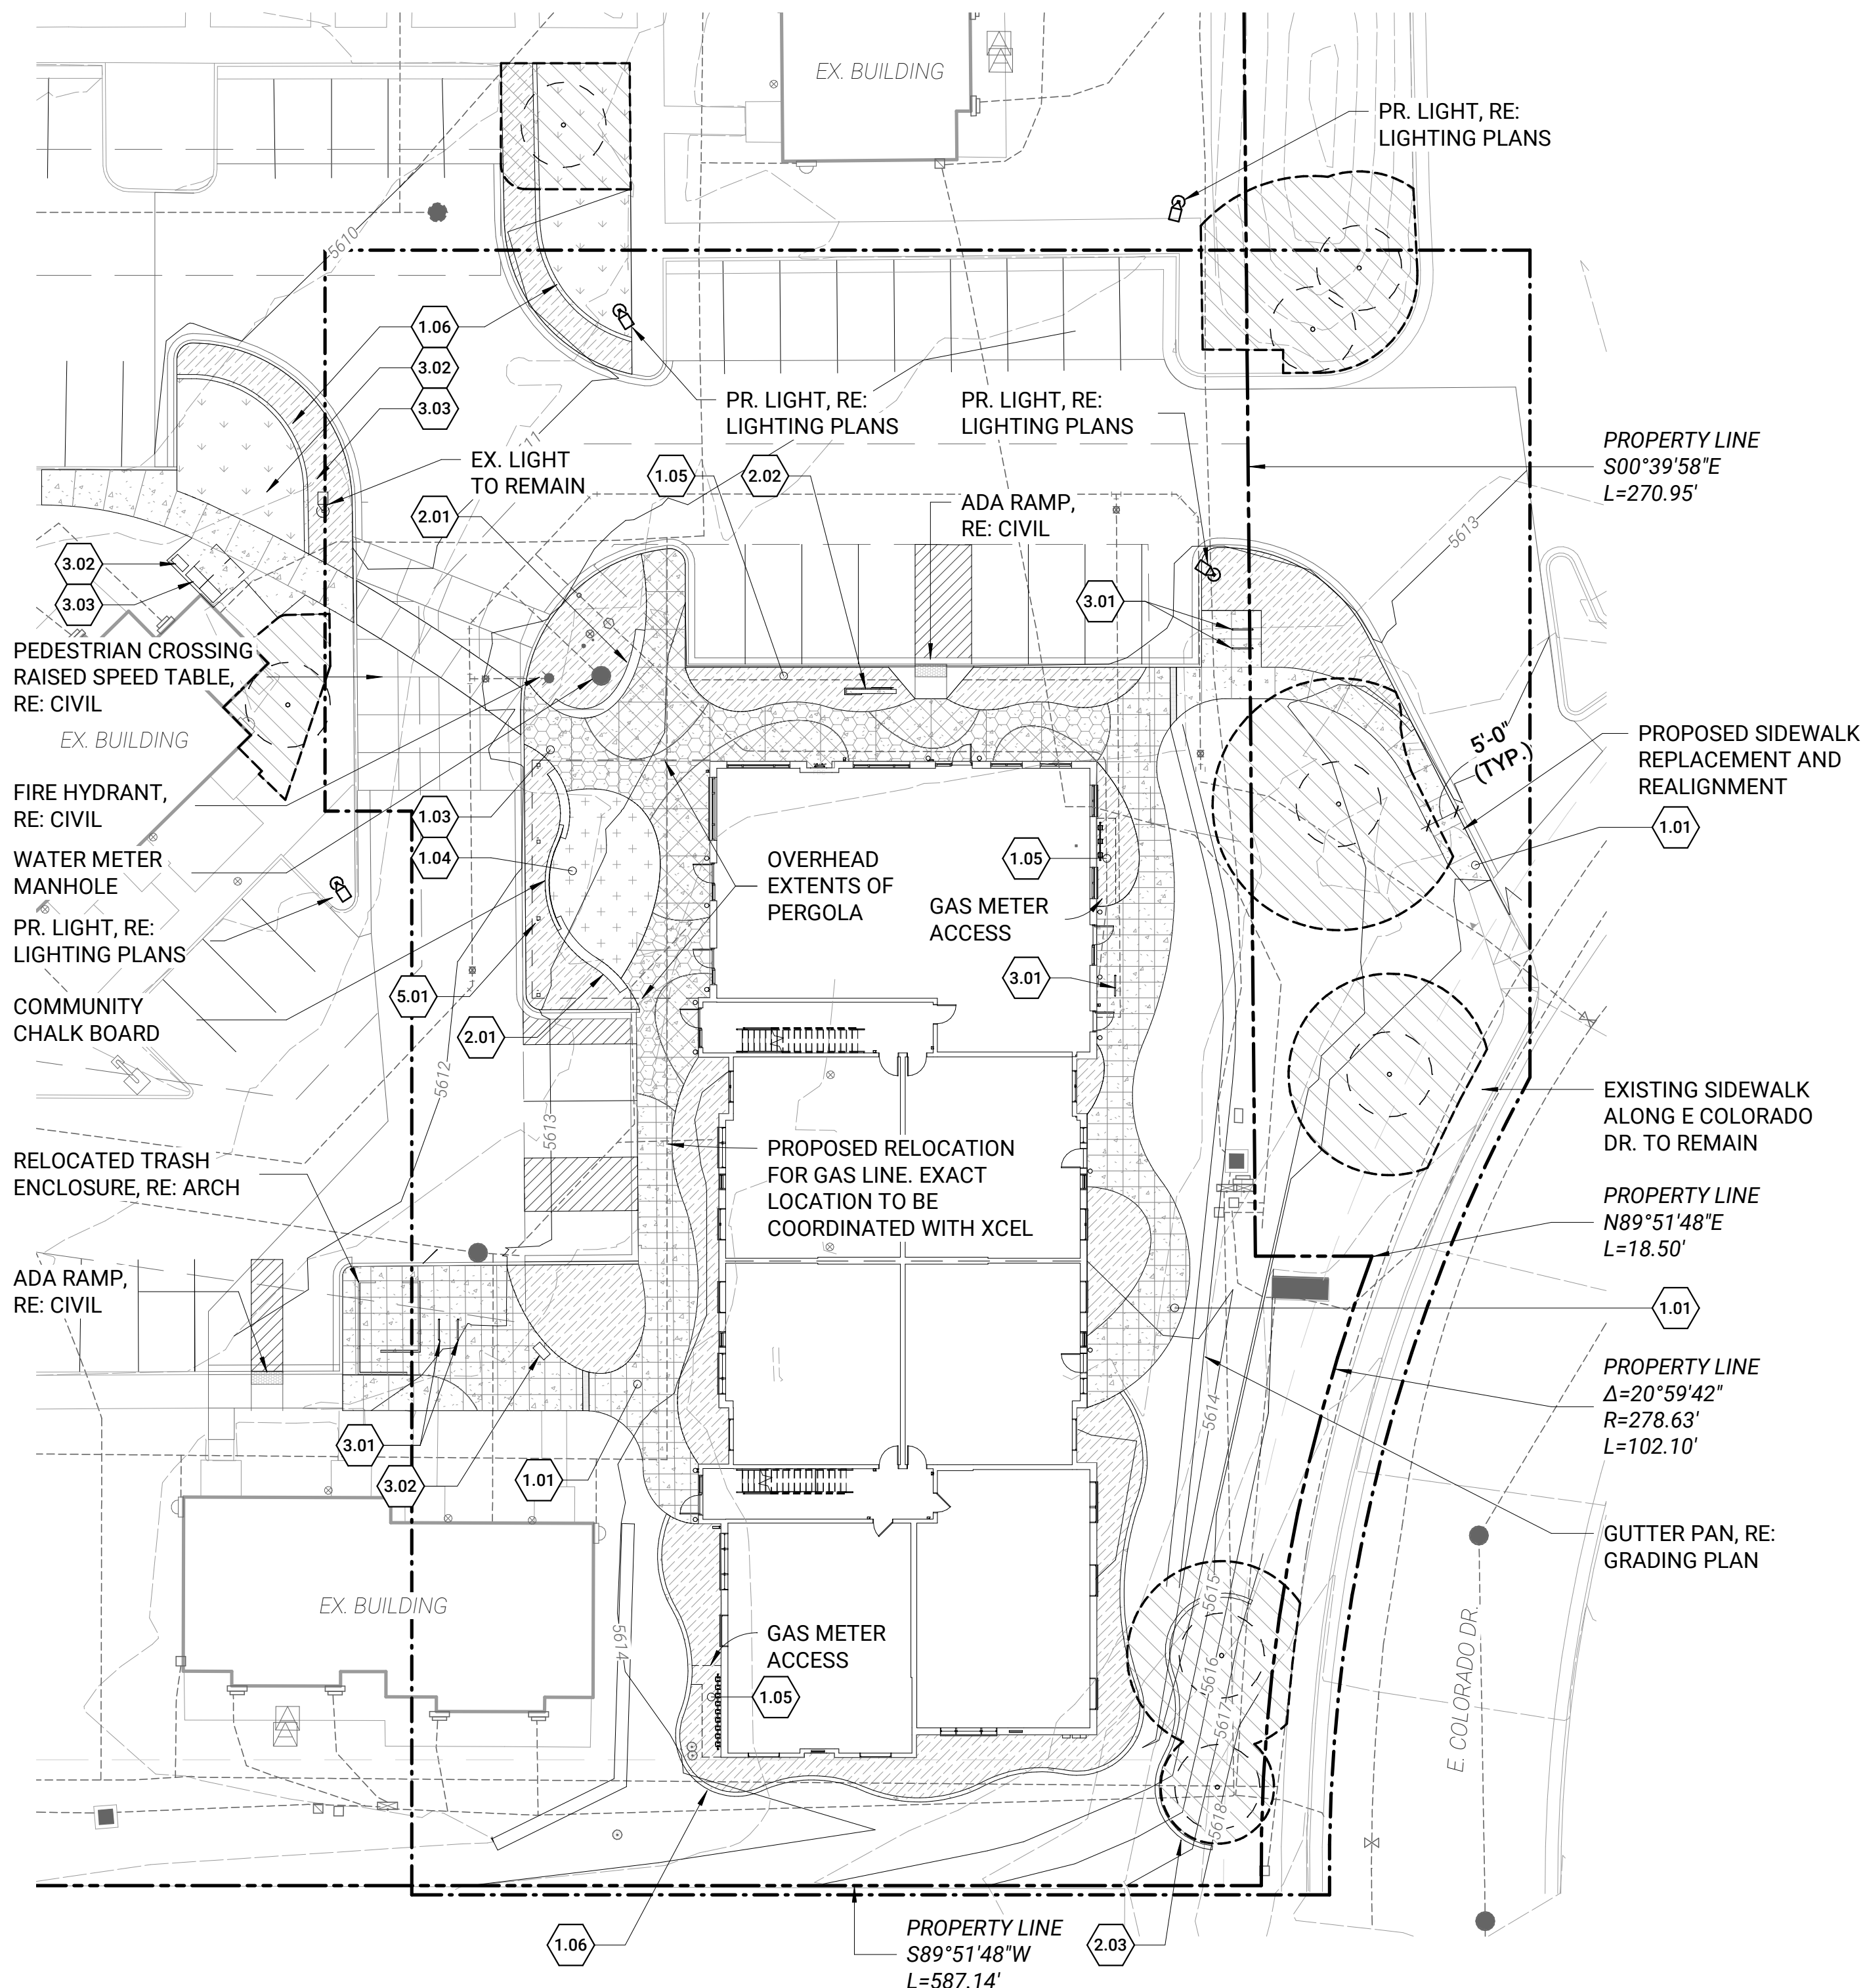 EX. BUILDING
PR. LIGHT, RE:
LIGHTING PLANS
5610
1.06
3.02
3.03
PR. LIGHT, RE:
LIGHTING PLANS
PR. LIGHT, RE:
LIGHTING PLANS
PROPERTY LINE
S00°39'58"E
L=270.95'
EX. LIGHT
TO REMAIN
1.05
2.02
2.01
ADA RAMP,
RE: CIVIL
5613
3.02
3.03
3.01
PEDESTRIAN CROSSING
RAISED SPEED TABLE,
RE: CIVIL
EX. BUILDING
5'-0"
(TYP.)
PROPOSED SIDEWALK
REPLACEMENT AND
REALIGNMENT
1.01
FIRE HYDRANT,
RE: CIVIL
1.03
1.04
WATER METER
MANHOLE
OVERHEAD
EXTENTS OF
PERGOLA
1.05
GAS METER
ACCESS
PR. LIGHT, RE:
LIGHTING PLANS
3.01
5.01
COMMUNITY
CHALK BOARD
2.01
5612
5613
EXISTING SIDEWALK
ALONG E COLORADO
DR. TO REMAIN
PROPOSED RELOCATION
FOR GAS LINE. EXACT
LOCATION TO BE
COORDINATED WITH XCEL
RELOCATED TRASH
ENCLOSURE, RE: ARCH
PROPERTY LINE
N89°51'48"E
L=18.50'
ADA RAMP,
RE: CIVIL
1.01
PROPERTY LINE
Δ=20°59'42"
R=278.63'
L=102.10'
5614
3.01
3.02
1.01
GUTTER PAN, RE:
GRADING PLAN
EX. BUILDING
5614
GAS METER
ACCESS
1.05
5615
5616
5617
5618
E. COLORADO DR.
1.06
PROPERTY LINE
S89°51'48"W
L=587.14'
2.03